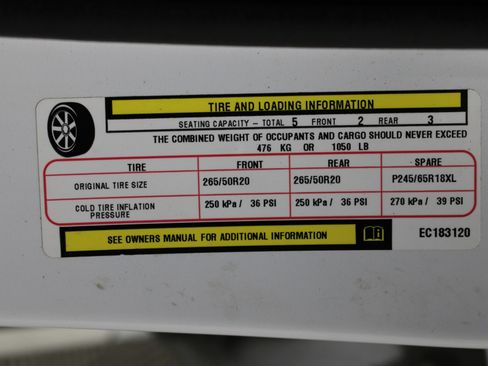 TIRE AND LOADING INFORMATION
SEATING CAPACITY - TOTAL 5 FRONT 2 REAR 3
THE COMBINED WEIGHT OF OCCUPANTS AND CARGO SHOULD NEVER EXCEED
476 KG OR 1050 LB
TIRE FRONT REAR SPARE
ORIGINAL TIRE SIZE 265/50R20 265/50R20 P245/65R18XL
COLD TIRE INFLATION PRESSURE 250 kPa / 36 PSI 250 kPa / 36 PSI 270 kPa / 39 PSI
SEE OWNERS MANUAL FOR ADDITIONAL INFORMATION EC183120